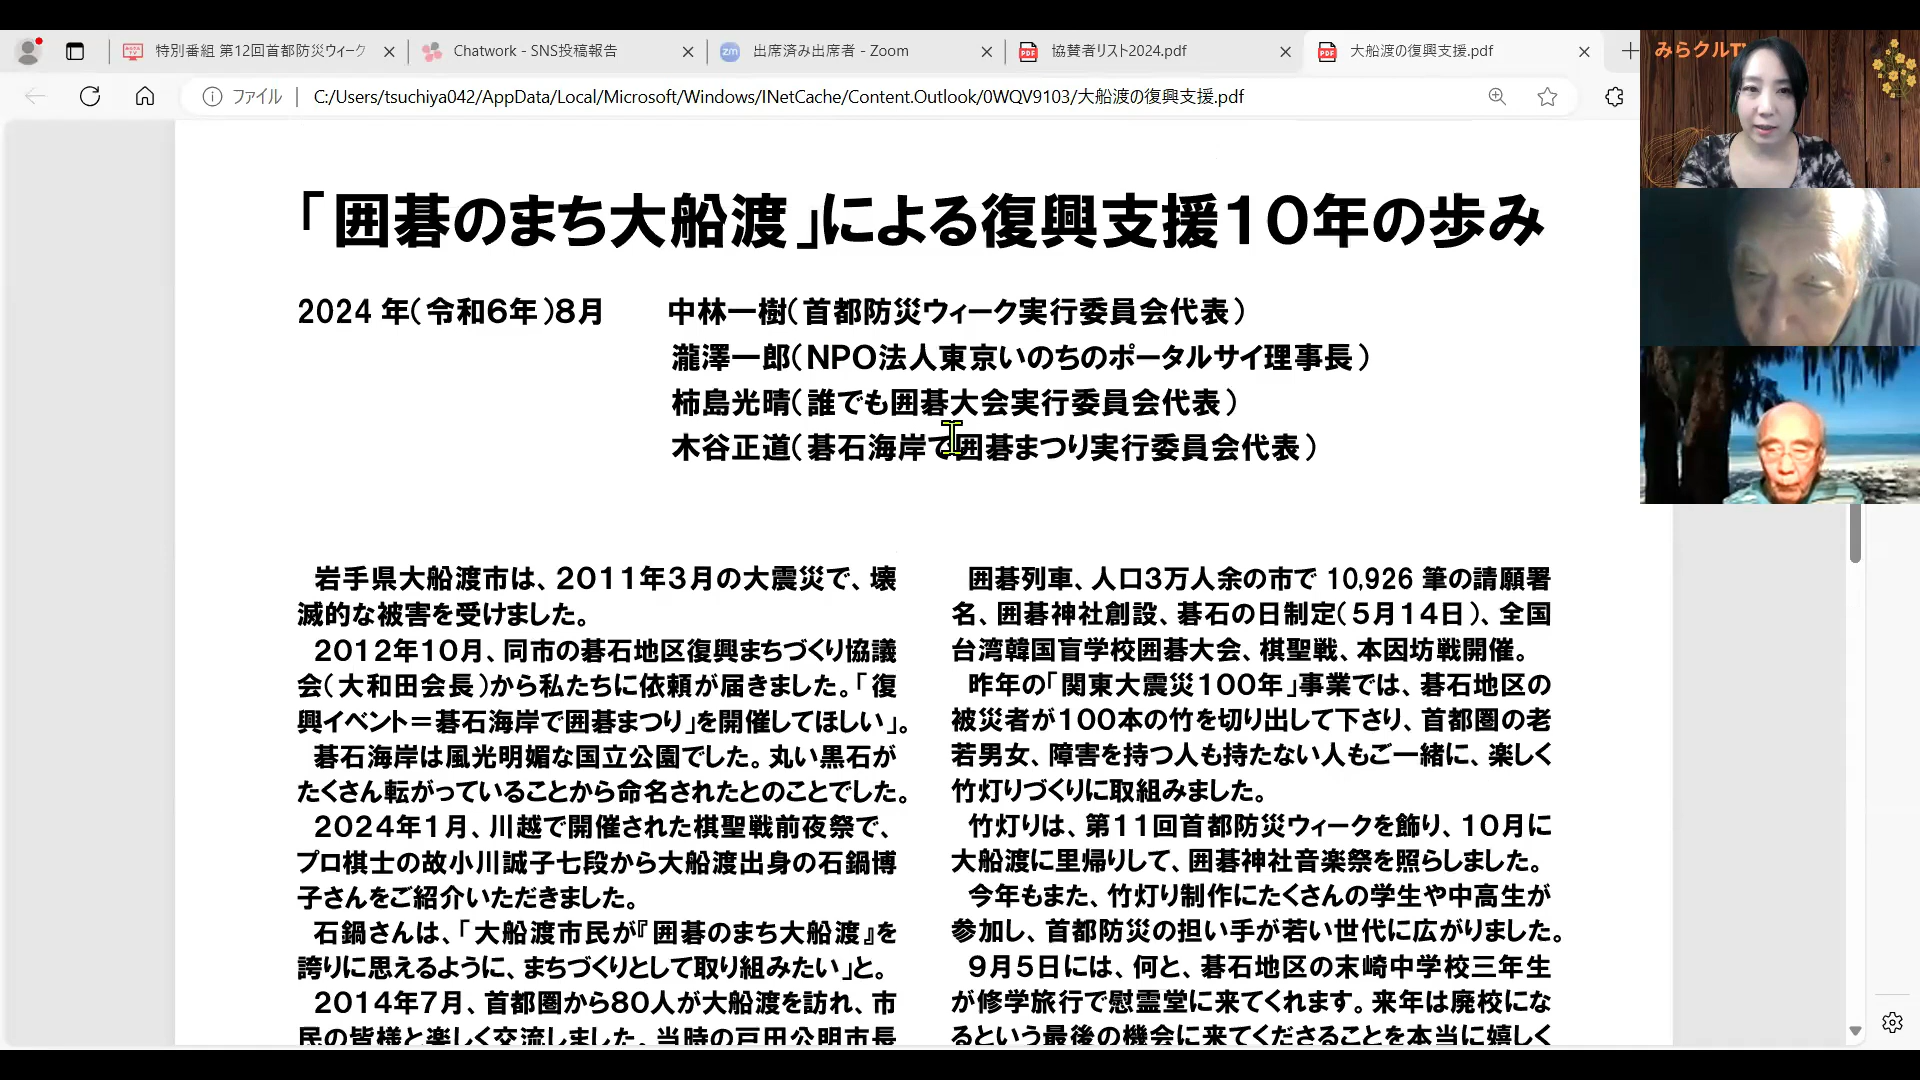 特別番組 第12回首都防災ウィーク
Chatwork - SNS投稿報告
zm 出席済み出席者 - Zoom
PDF 協賛者リスト2024.pdf
PDF 大船渡の復興支援.pdf
ファイル
C:/Users/tsuchiya042/AppData/Local/Microsoft/Windows/INetCache/Content.Outlook/0WQV9103/大船渡の復興支援.pdf
みらクルTV
「囲碁のまち大船渡」による復興支援10年の歩み
2024年(令和6年)8月 中林一樹(首都防災ウィーク実行委員会代表)
瀧澤一郎(NPO法人東京いのちのポータルサイ理事長)
柿島光晴(誰でも囲碁大会実行委員会代表)
木谷正道(碁石海岸で囲碁まつり実行委員会代表)
岩手県大船渡市は、2011年3月の大震災で、壊
滅的な被害を受けました。
2012年10月、同市の碁石地区復興まちづくり協議
会(大和田会長)から私たちに依頼が届きました。「復
興イベント=碁石海岸で囲碁まつり」を開催してほしい」。
碁石海岸は風光明媚な国立公園でした。丸い黒石が
たくさん転がっていることから命名されたとのことでした。
2024年1月、川越で開催された棋聖戦前夜祭で、
プロ棋士の故小川誠子七段から大船渡出身の石鍋博
子さんをご紹介いただきました。
石鍋さんは、「大船渡市民が『囲碁のまち大船渡』を
誇りに思えるように、まちづくりとして取り組みたい」と。
2014年7月、首都圏から80人が大船渡を訪れ、市
民の皆様と楽しく交流しました。当時の戸田公明市長
囲碁列車、人口3万人余の市で 10,926 筆の請願署
名、囲碁神社創設、碁石の日制定(5月14日)、全国
台湾韓国盲学校囲碁大会、棋聖戦、本因坊戦開催。
昨年の「関東大震災100年」事業では、碁石地区の
被災者が100本の竹を切り出して下さり、首都圏の老
若男女、障害を持つ人も持たない人もご一緒に、楽しく
竹灯りづくりに取組みました。
竹灯りは、第11回首都防災ウィークを飾り、10月に
大船渡に里帰りして、囲碁神社音楽祭を照らしました。
今年もまた、竹灯り制作にたくさんの学生や中高生が
参加し、首都防災の担い手が若い世代に広がりました。
9月5日には、何と、碁石地区の末崎中学校三年生
が修学旅行で慰霊堂に来てくれます。来年は廃校にな
るという最後の機会に来てくださることを本当に嬉しく